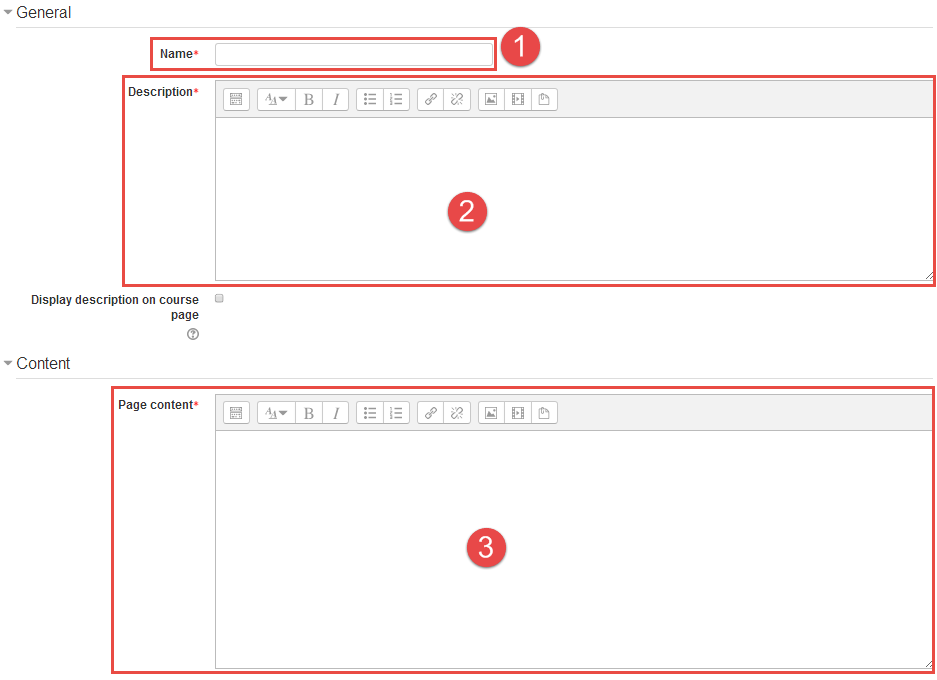 General
Name*
1
Description*
B I
2
Display description on course
page
?
Content
Page content*
B I
3